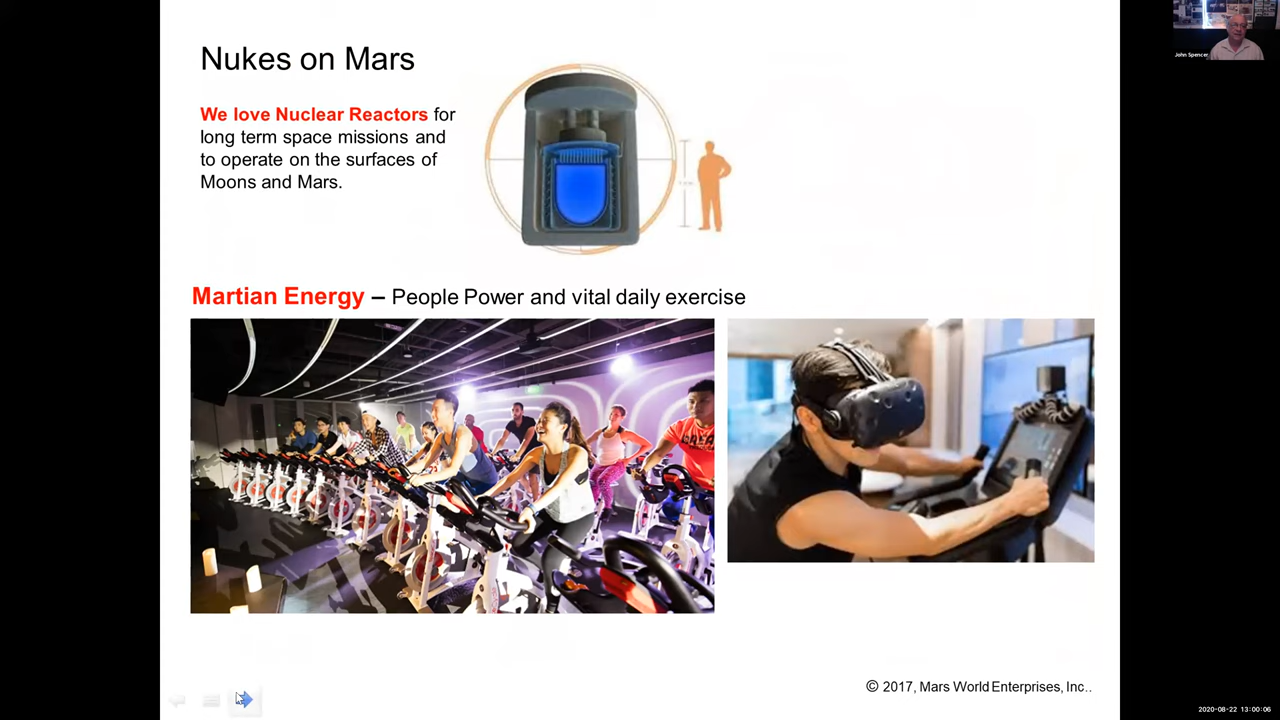 Nukes on Mars
We love Nuclear Reactors for
long term space missions and
to operate on the surfaces of
Moons and Mars.
Martian Energy – People Power and vital daily exercise
© 2017, Mars World Enterprises, Inc..
John Spencer
2020-08-22 13:00:06